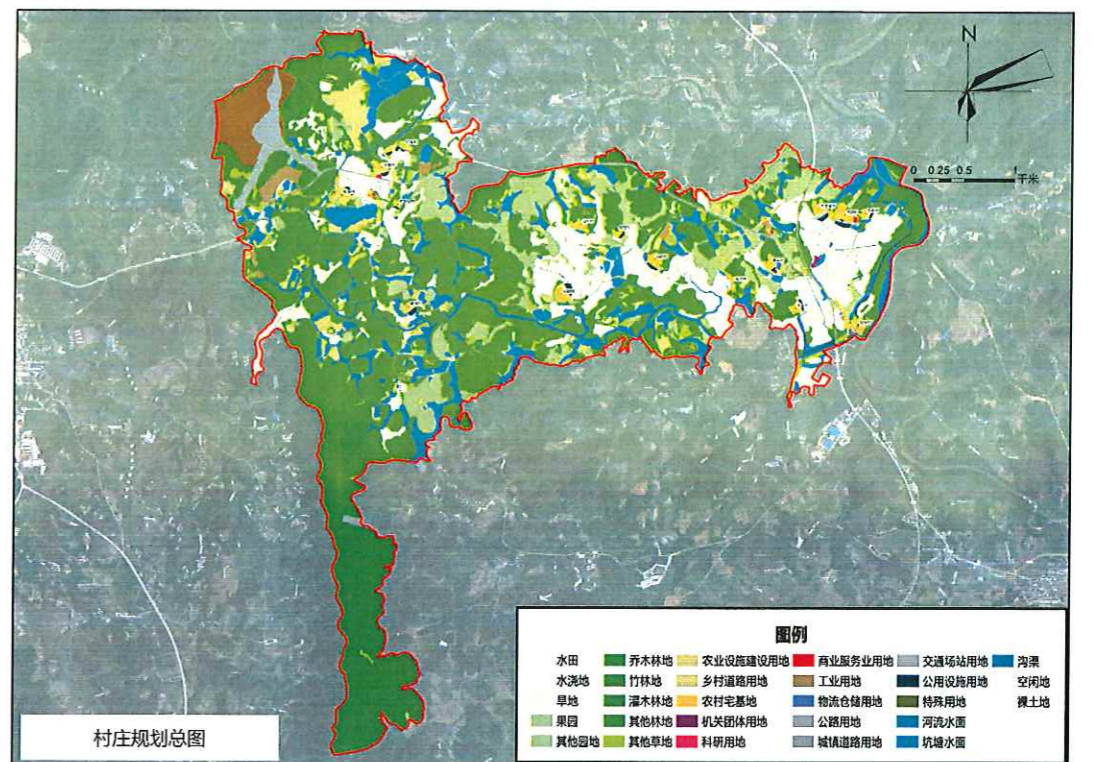 N
0 0.25 0.5 1
千米
图例
水田 乔木林地 农业设施建设用地 商业服务业用地 交通场站用地 沟渠
水浇地 竹林地 乡村道路用地 工业用地 公用设施用地 空闲地
旱地 灌木林地 农村宅基地 物流仓储用地 特殊用地 裸土地
果园 其他林地 机关团体用地 公路用地 河流水面
其他园地 其他草地 科研用地 城镇道路用地 坑塘水面
村庄规划总图